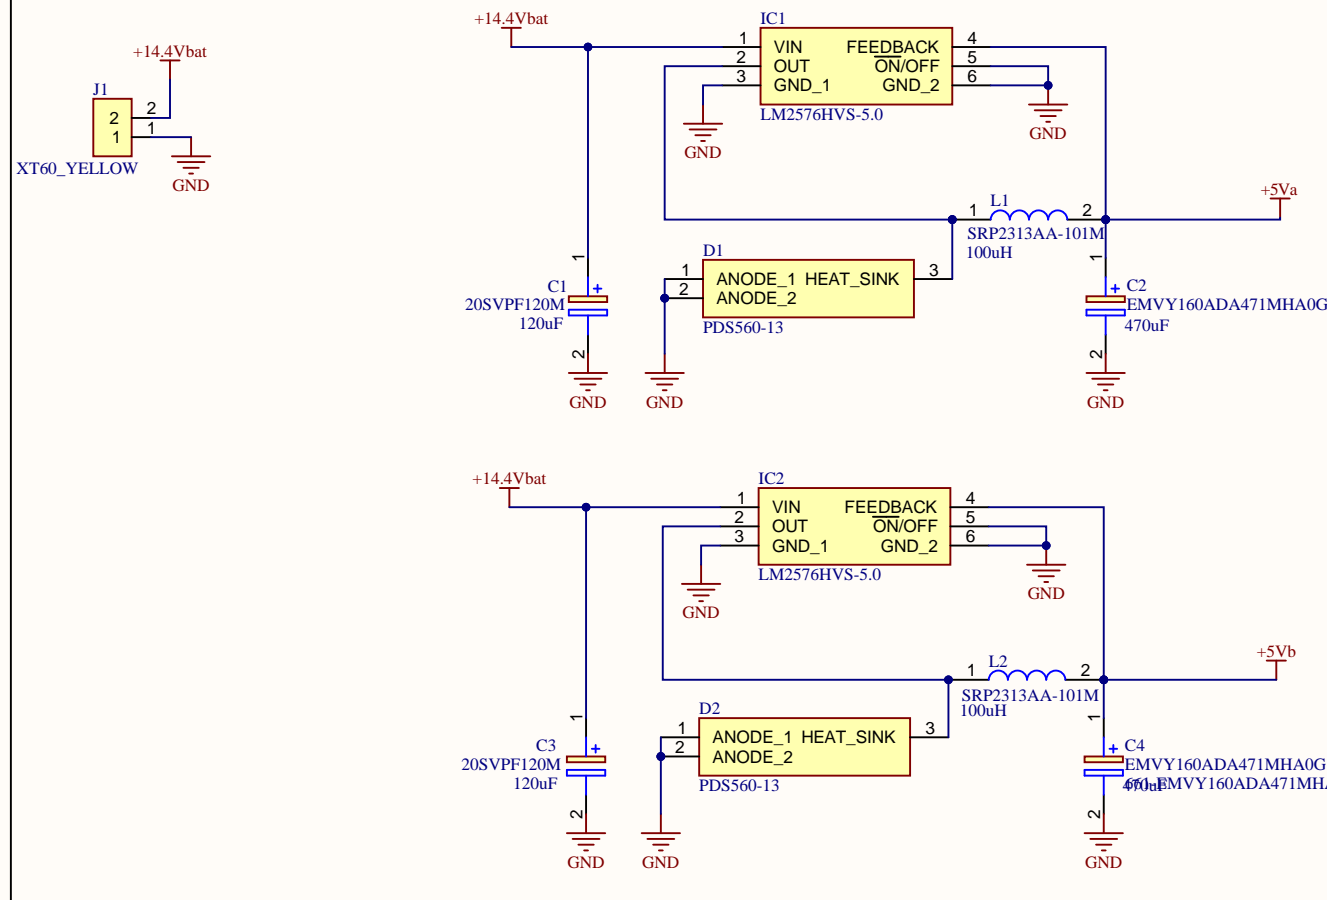 +14.4Vbat
J1
2
1
2
1
XT60_YELLOW
GND
+14.4Vbat
IC1
1
2
3
VIN
OUT
GND_1
FEEDBACK
ON/OFF
GND_2
4
5
6
LM2576HVS-5.0
GND
GND
+5Va
1
L1
2
SRP2313AA-101M
100uH
D1
1
2
ANODE_1
HEAT_SINK
ANODE_2
3
PDS560-13
GND
1
C1
+
20SVPF120M
120uF
2
GND
1
+
C2
EMVY160ADA471MHA0G
470uF
2
GND
+14.4Vbat
IC2
1
2
3
VIN
OUT
GND_1
FEEDBACK
ON/OFF
GND_2
4
5
6
LM2576HVS-5.0
GND
GND
+5Vb
1
L2
2
SRP2313AA-101M
100uH
D2
1
2
ANODE_1
HEAT_SINK
ANODE_2
3
PDS560-13
GND
1
C3
+
20SVPF120M
120uF
2
GND
1
+
C4
EMVY160ADA471MHA0G
470uF
2
GND